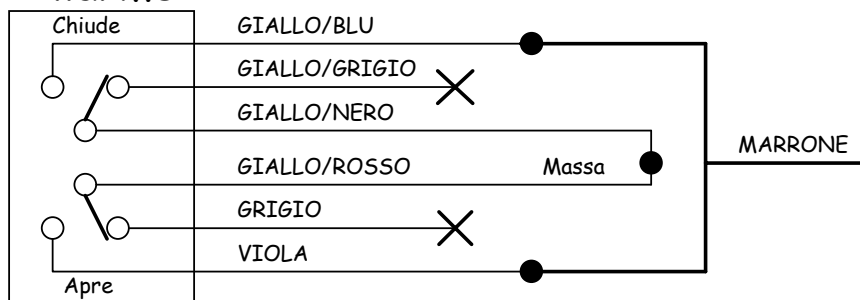 Chiude
GIALLO/BLU
GIALLO/GRIGIO
GIALLO/NERO
MARRONE
GIALLO/ROSSO
Massa
GRIGIO
VIOLA
Apre